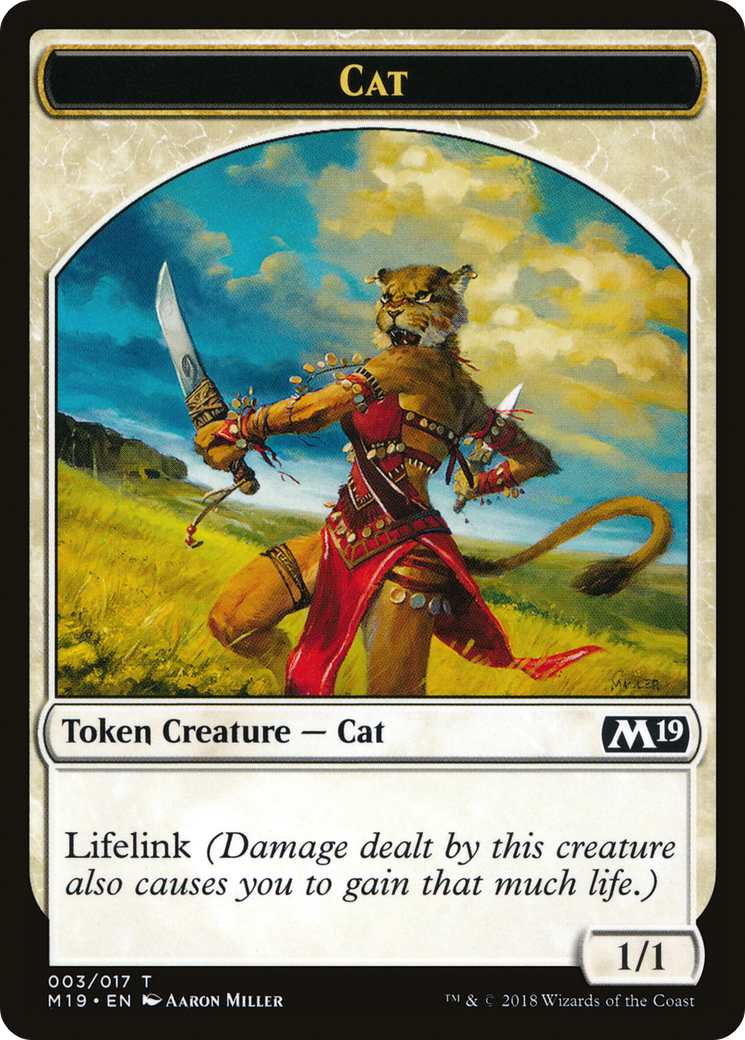 Cat
MILLER
Token Creature — Cat
M19
Lifelink (Damage dealt by this creature
also causes you to gain that much life.)
1/1
003/017 T
M19 • EN Aaron Miller
™ & © 2018 Wizards of the Coast